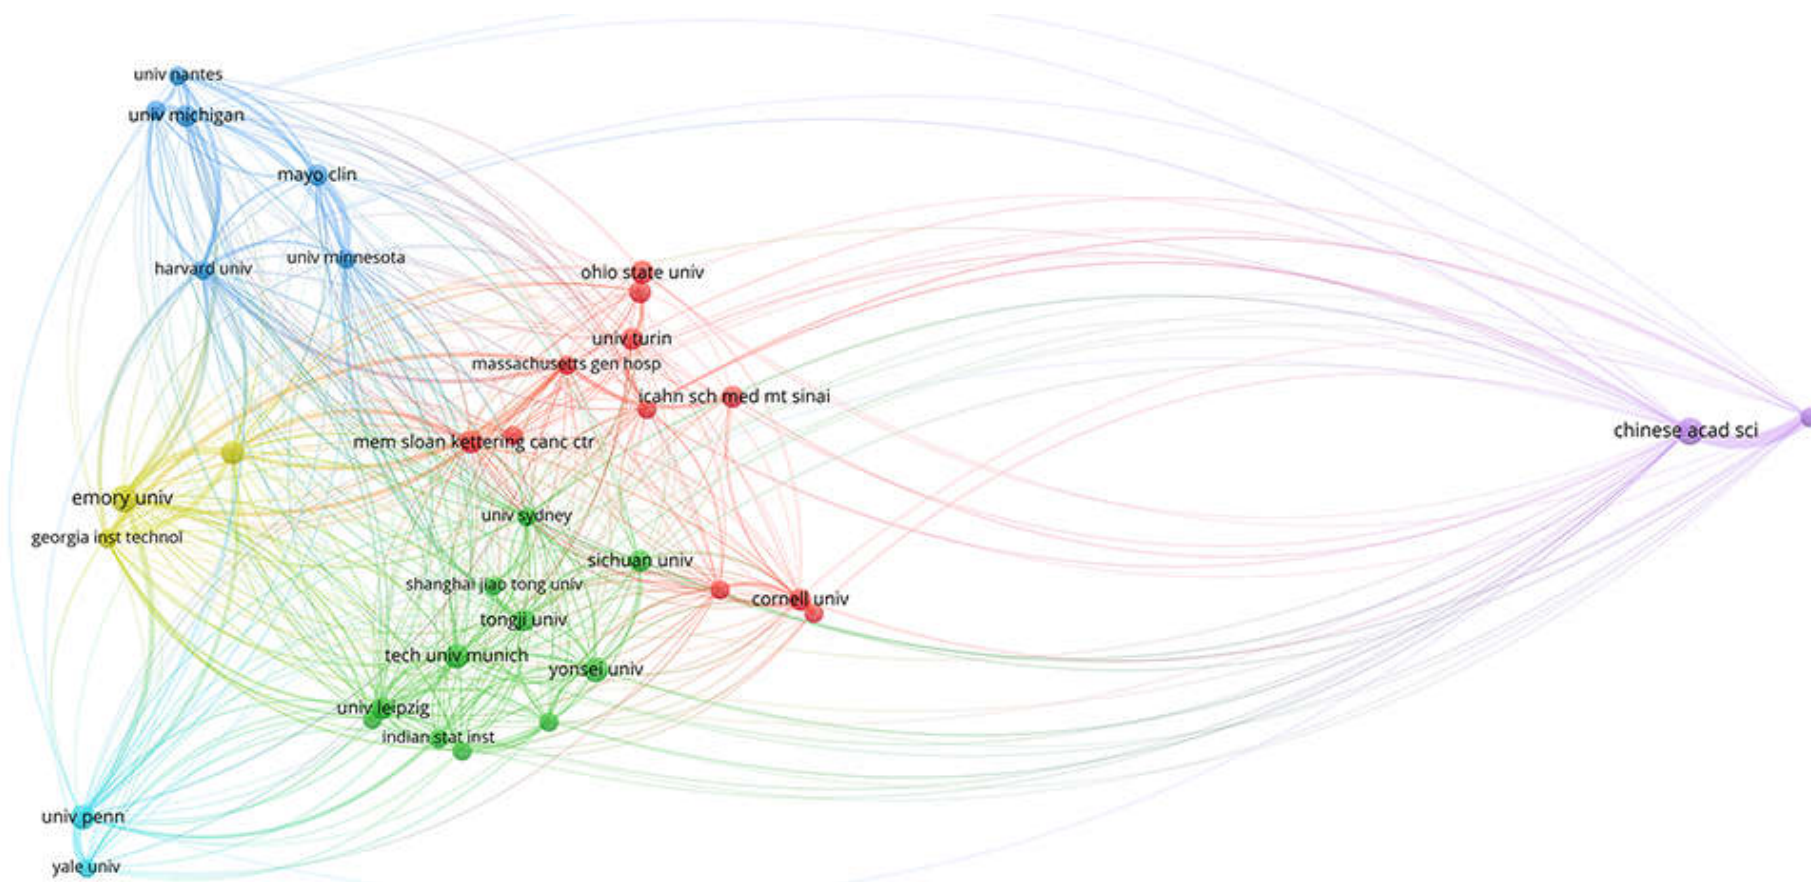 univ nantes
univ michigan
mayo clin
univ minnesota
harvard univ
ohio state univ
univ turin
massachusetts gen hosp
icahn sch med mt sinai
mem sloan kettering canc ctr
chinese acad sci
emory univ
georgia inst technol
univ sydney
sichuan univ
shanghai jiao tong univ
cornell univ
tongji univ
tech univ munich
yonsei univ
univ leipzig
indian stat inst
univ penn
yale univ